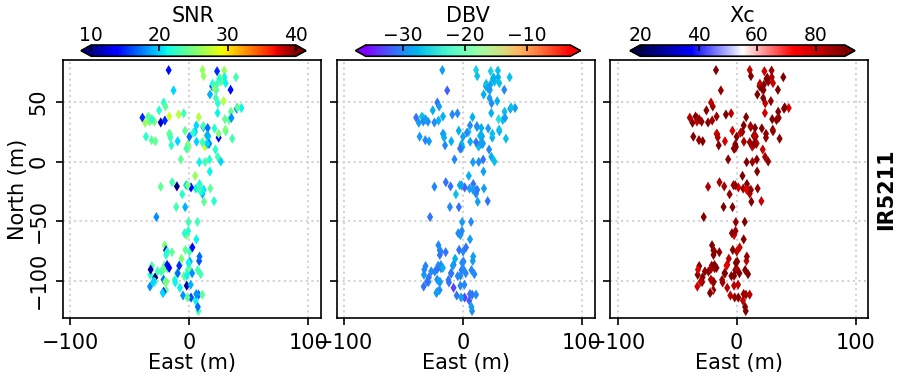 SNR DBV Xc
10 20 30 40 −30 −20 −10 20 40 60 80
50
0
−50
−100
North (m)
−100 0 100 −100 0 100 −100 0 100
East (m) East (m) East (m)
IR5211